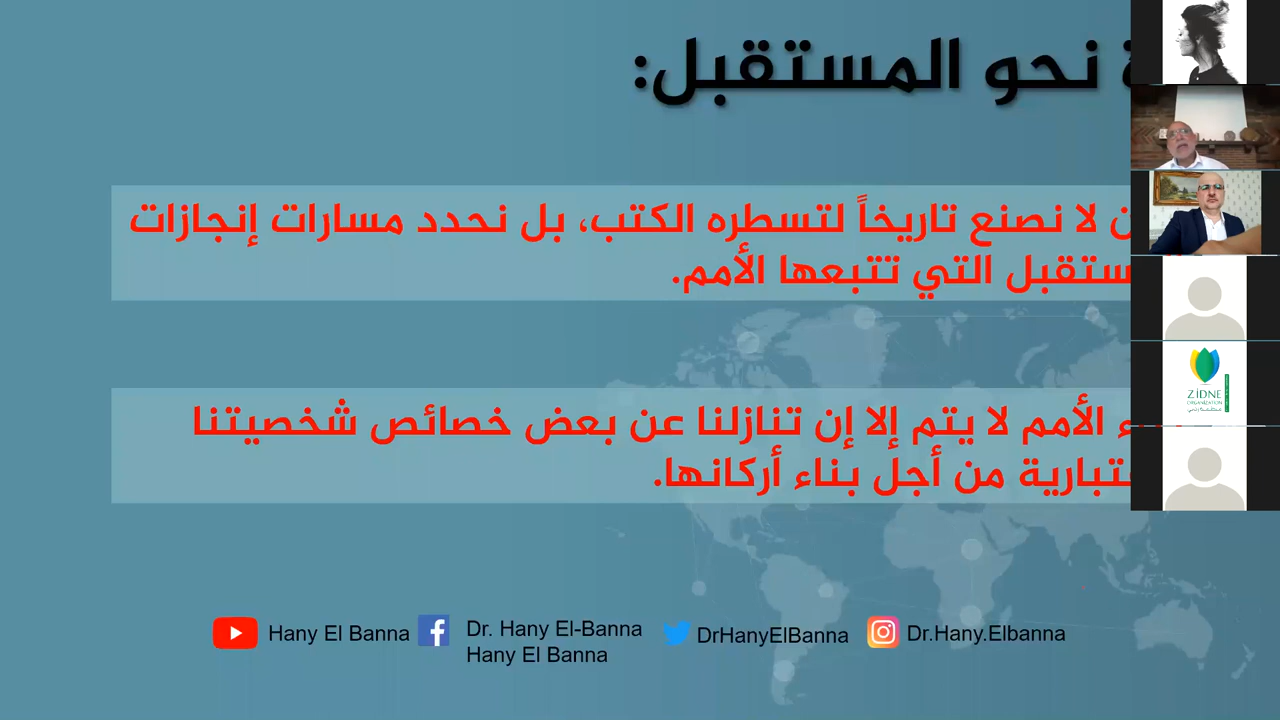 نحو المستقبل:
لا نصنع تاريخاً لتسطره الكتب، بل نحدد مسارات إنجازات
التي تتبعها الأمم.
الأمم لا يتم إلا إن تنازلنا عن بعض خصائص شخصيتنا
من أجل بناء أركانها.
ZIDNE
ORGANIZATION
Hany El Banna
Dr. Hany El-Banna
Hany El Banna
DrHanyElBanna
Dr.Hany.Elbanna